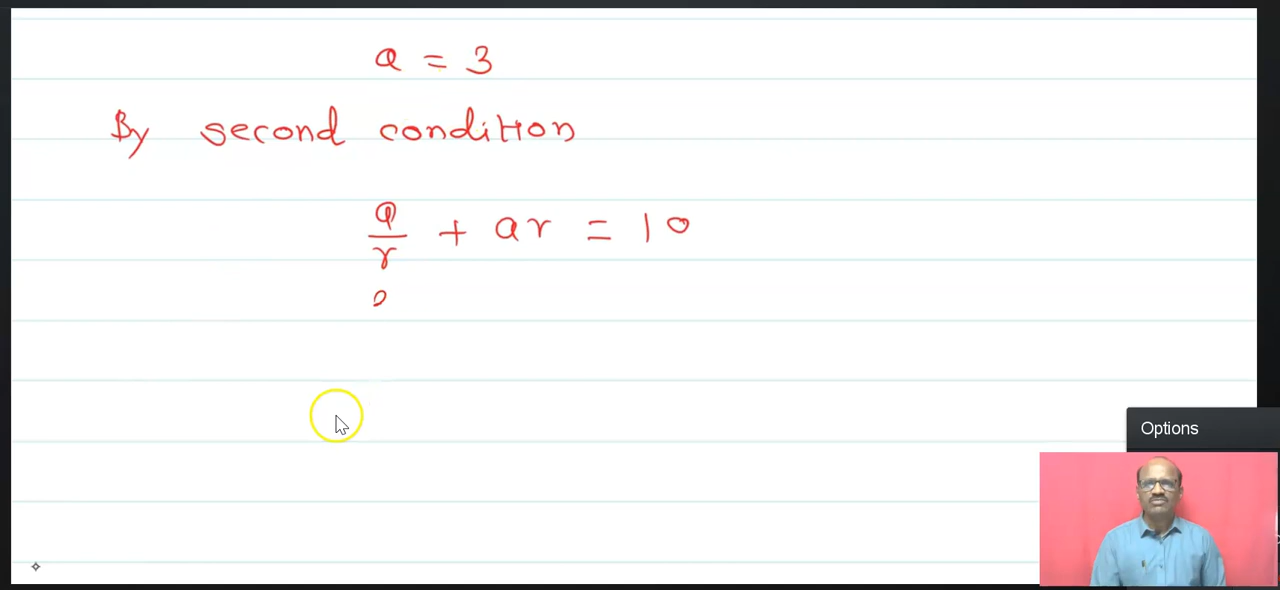 a = 3
By second condition
a/r + ar = 10
Options